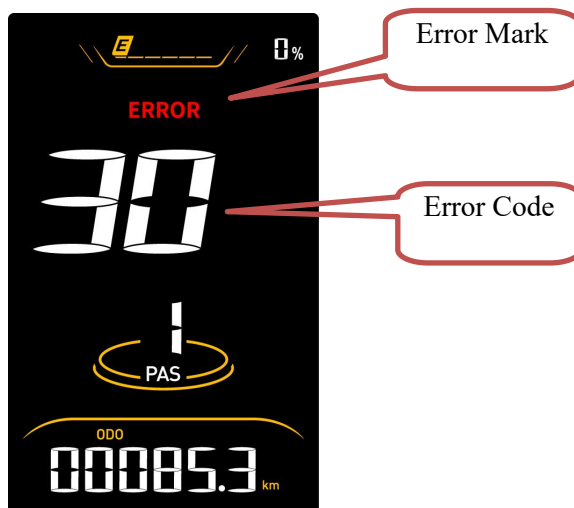 E 0%
Error Mark
ERROR
30
Error Code
1
PAS
ODO
00085.3 km